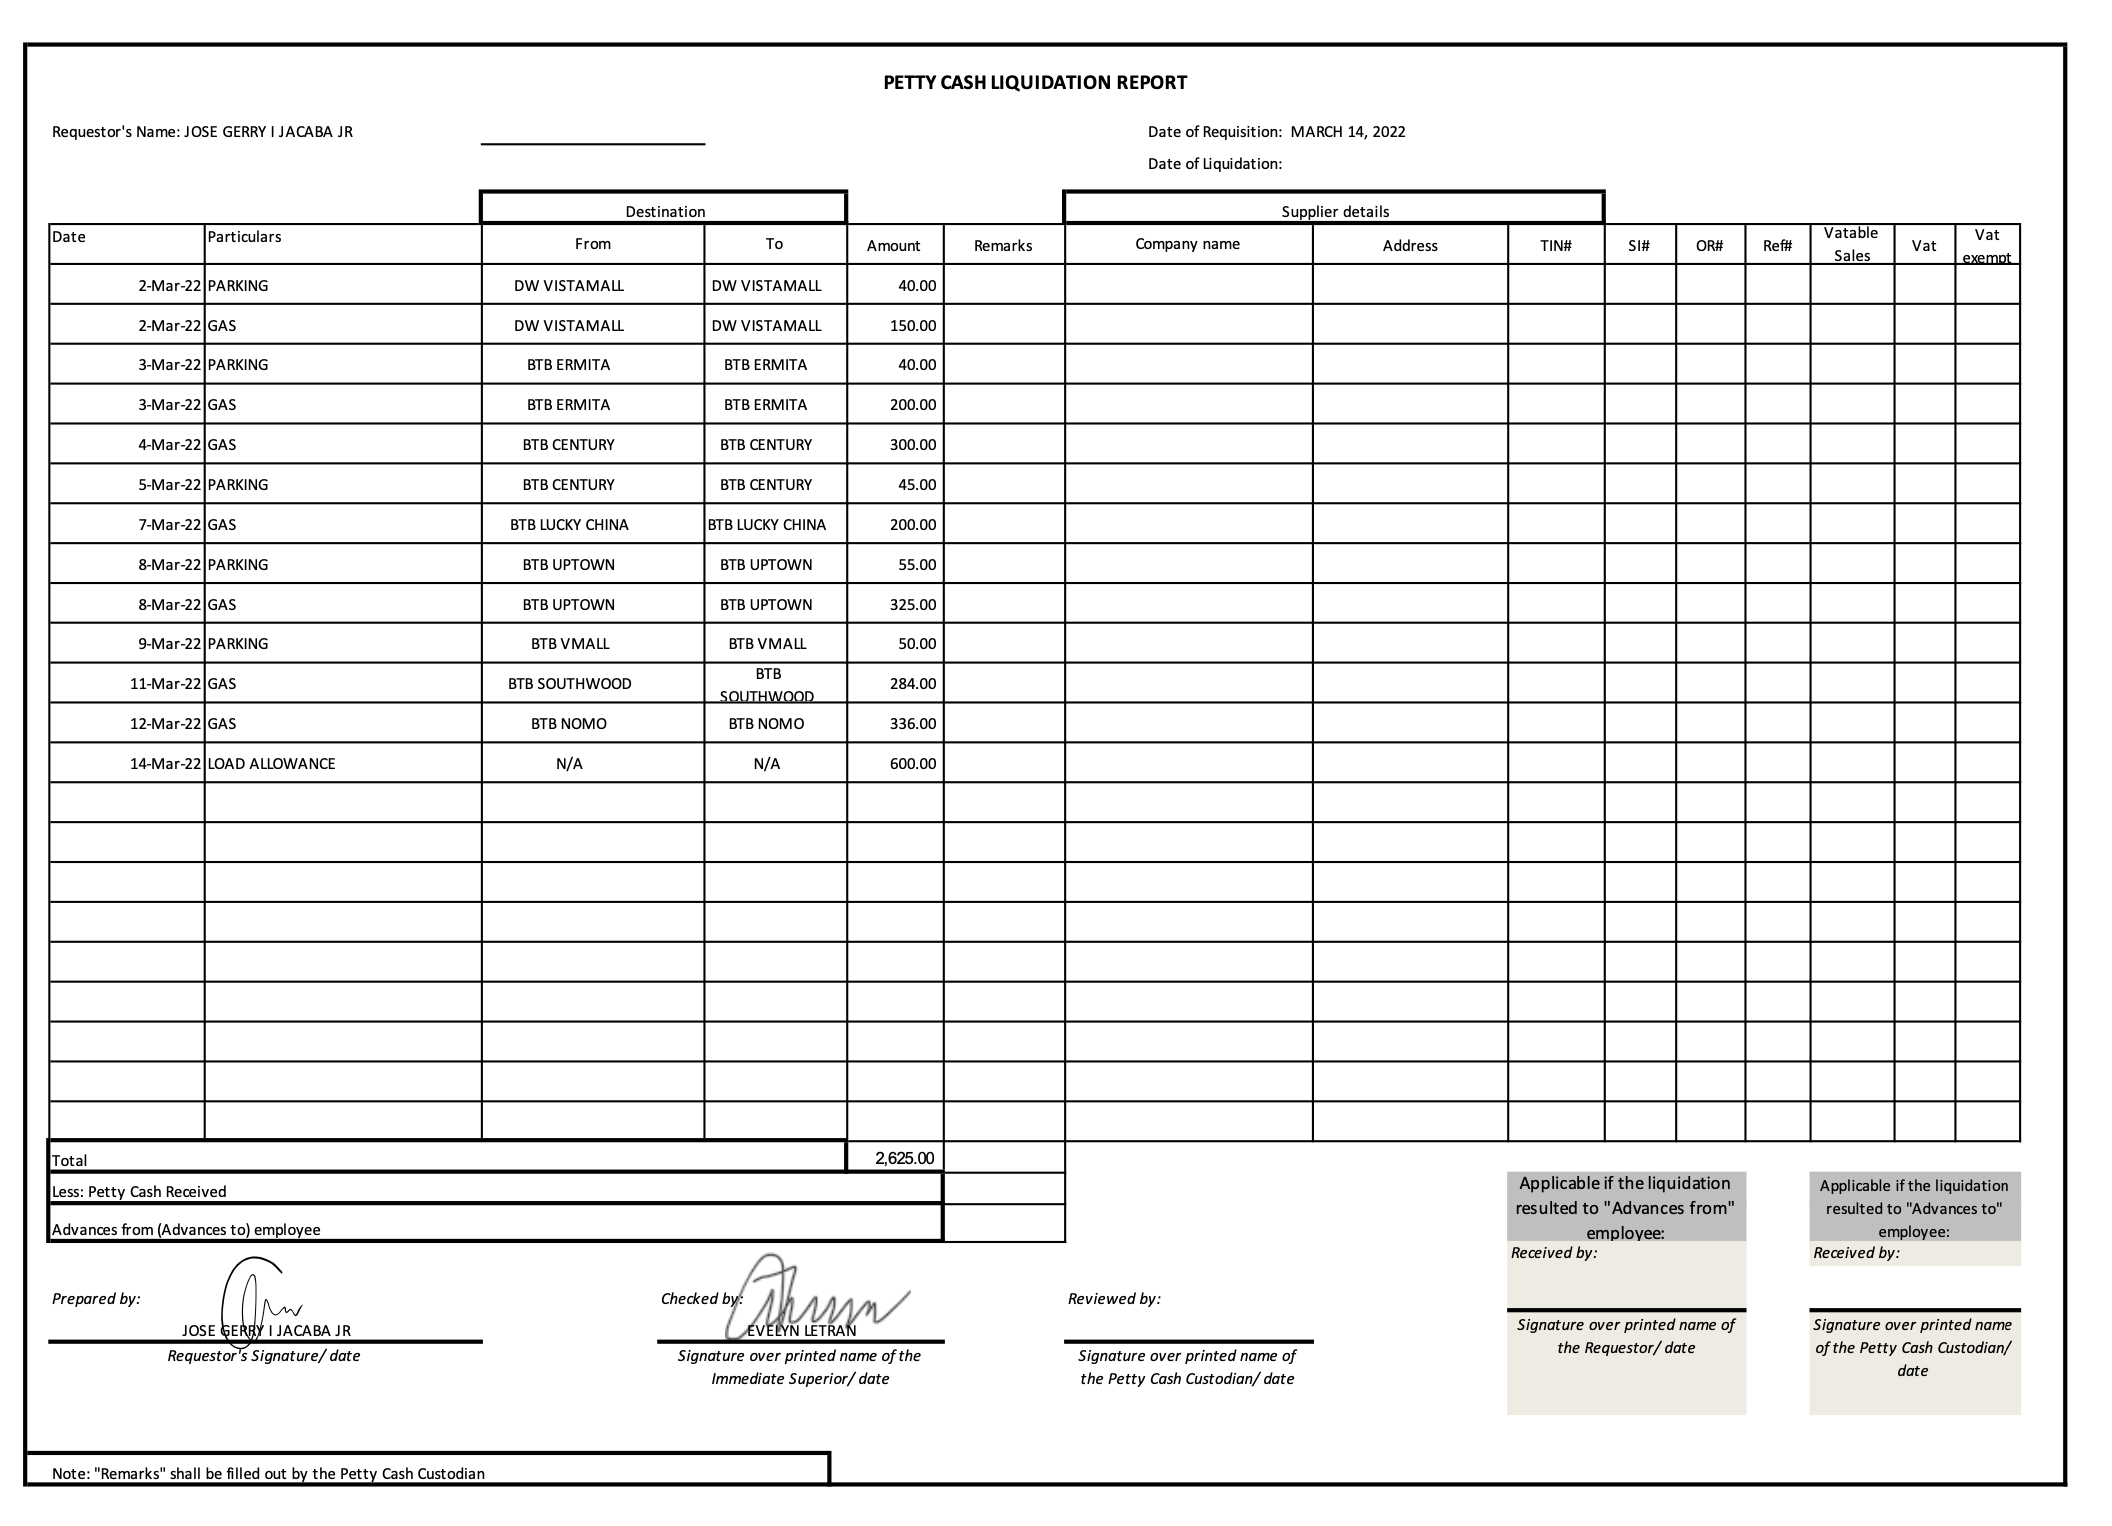 PETTY CASH LIQUIDATION REPORT
Requestor's Name: JOSE GERRY I JACABA JR
Date of Requisition: MARCH 14, 2022
Date of Liquidation:
Destination
Supplier details
Date Particulars From To Amount Remarks Company name Address TIN# SI# OR# Ref# Vatable Sales Vat Vat exempt
2-Mar-22 PARKING DW VISTAMALL DW VISTAMALL 40.00
2-Mar-22 GAS DW VISTAMALL DW VISTAMALL 150.00
3-Mar-22 PARKING BTB ERMITA BTB ERMITA 40.00
3-Mar-22 GAS BTB ERMITA BTB ERMITA 200.00
4-Mar-22 GAS BTB CENTURY BTB CENTURY 300.00
5-Mar-22 PARKING BTB CENTURY BTB CENTURY 45.00
7-Mar-22 GAS BTB LUCKY CHINA BTB LUCKY CHINA 200.00
8-Mar-22 PARKING BTB UPTOWN BTB UPTOWN 55.00
8-Mar-22 GAS BTB UPTOWN BTB UPTOWN 325.00
9-Mar-22 PARKING BTB VMALL BTB VMALL 50.00
11-Mar-22 GAS BTB SOUTHWOOD BTB SOUTHWOOD 284.00
12-Mar-22 GAS BTB NOMO BTB NOMO 336.00
14-Mar-22 LOAD ALLOWANCE N/A N/A 600.00
Total 2,625.00
Less: Petty Cash Received
Advances from (Advances to) employee
Applicable if the liquidation
resulted to "Advances from"
employee:
Received by:
Signature over printed name of
the Requestor/ date
Applicable if the liquidation
resulted to "Advances to"
employee:
Received by:
Signature over printed name
of the Petty Cash Custodian/
date
Prepared by:
JOSE GERRY I JACABA JR
Requestor's Signature/ date
Checked by:
EVELYN LETRAN
Signature over printed name of the
Immediate Superior/ date
Reviewed by:
Signature over printed name of
the Petty Cash Custodian/ date
Note: "Remarks" shall be filled out by the Petty Cash Custodian